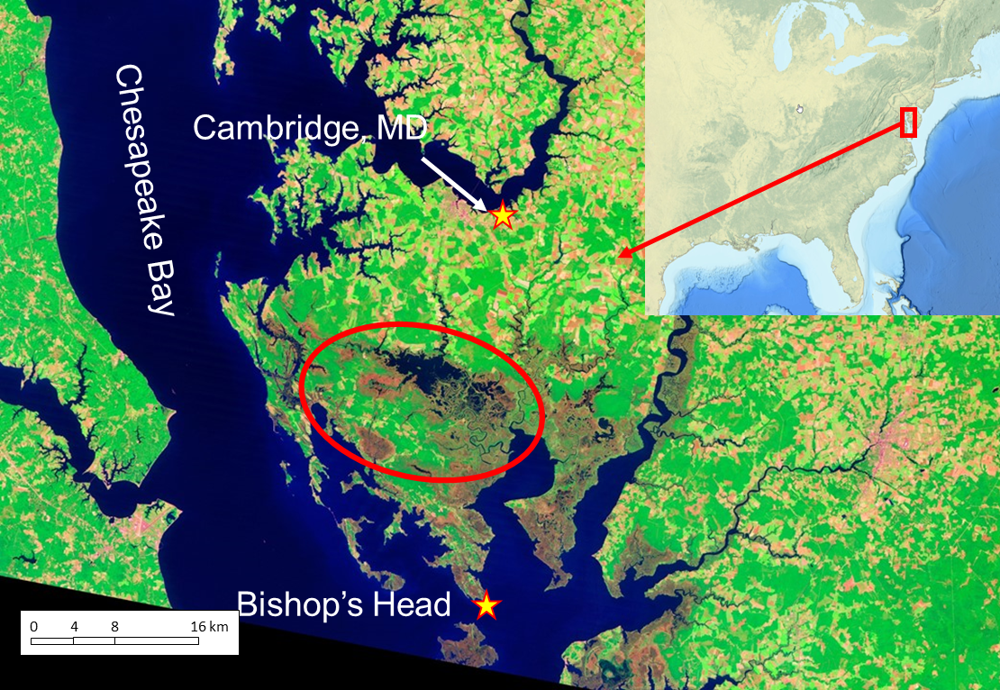 Chesapeake Bay
Cambridge, MD
Bishop’s Head
0 4 8 16 km